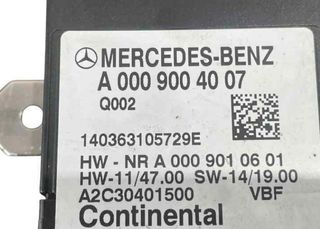 MERCEDES-BENZ
A 000 900 40 07
Q002
140363105729E
HW - NR A 000 901 06 01
HW-11/47.00 SW-14/19.00
A2C30401500 VBF
Continental